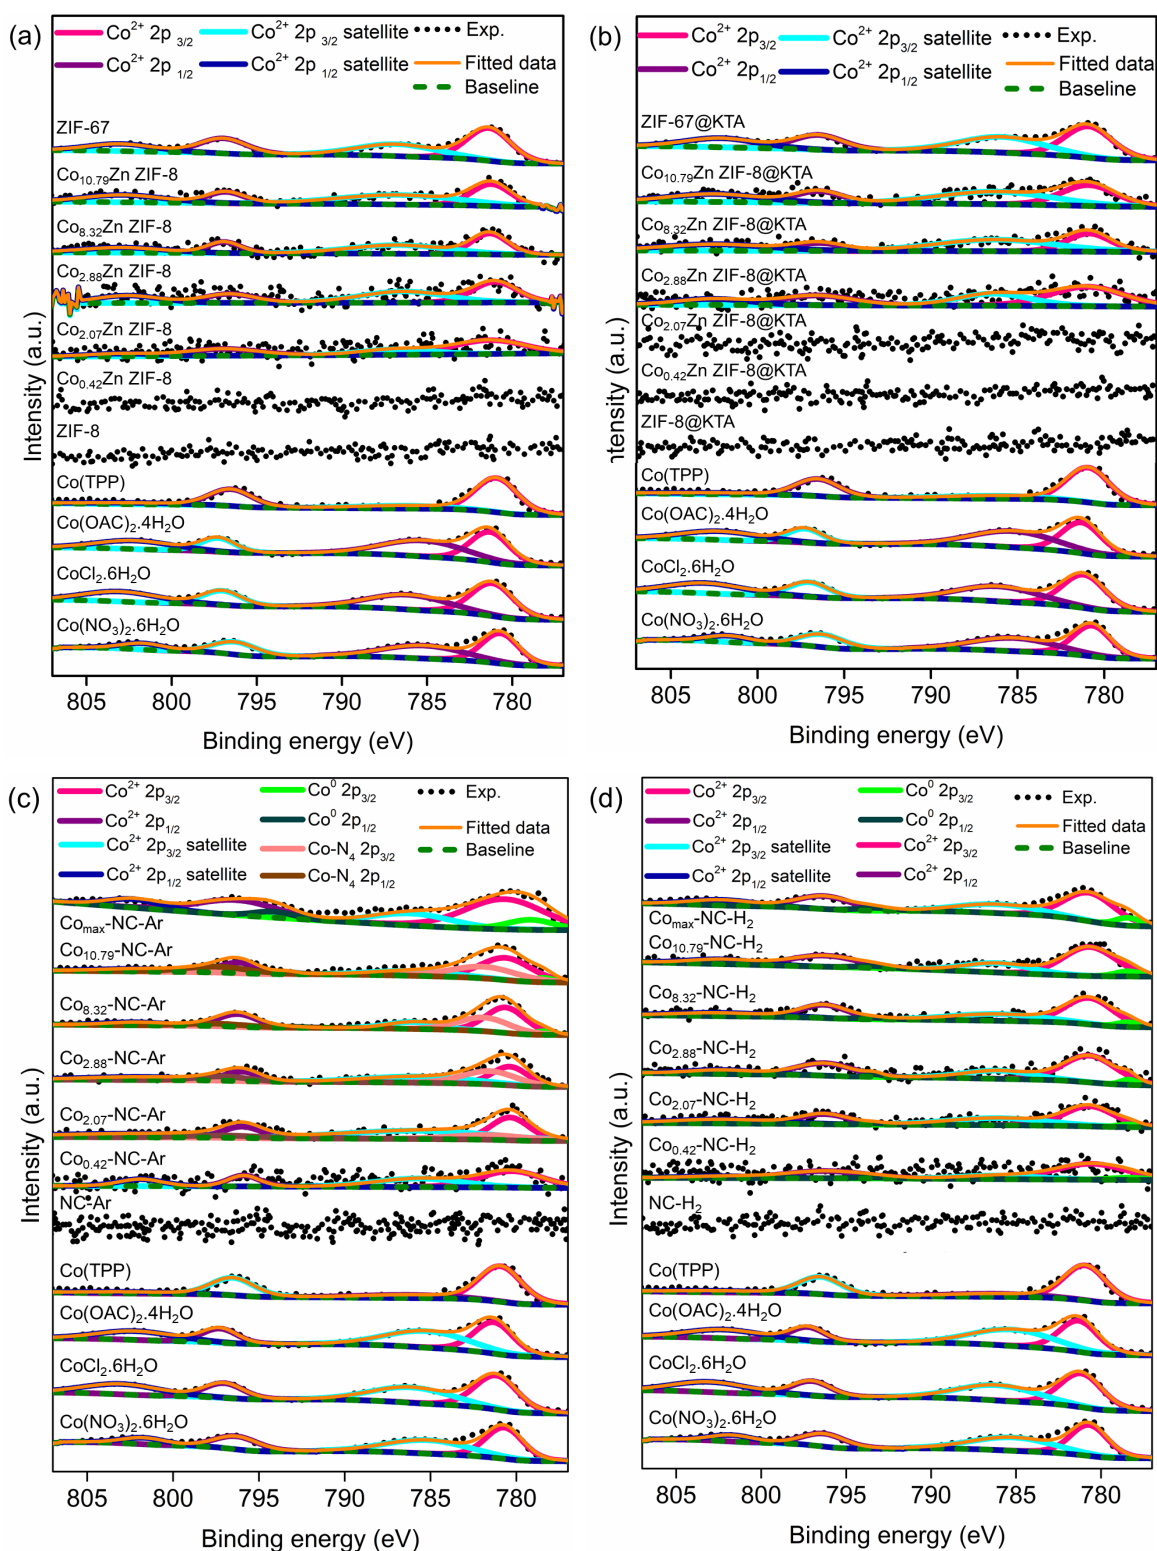 (a)
Co²⁺ 2p 3/2 Co²⁺ 2p 3/2 satellite Exp.
Co²⁺ 2p 1/2 Co²⁺ 2p 1/2 satellite Fitted data
Baseline
ZIF-67
Co₁₀.₇₉Zn ZIF-8
Co₈.₃₂Zn ZIF-8
Co₂.₈₈Zn ZIF-8
Co₂.₀₇Zn ZIF-8
Co₀.₄₂Zn ZIF-8
ZIF-8
Co(TPP)
Co(OAC)₂.4H₂O
CoCl₂.6H₂O
Co(NO₃)₂.6H₂O
Intensity (a.u.)
805 800 795 790 785 780
Binding energy (eV)
(b)
Co²⁺ 2p3/2 Co²⁺ 2p3/2 satellite Exp.
Co²⁺ 2p1/2 Co²⁺ 2p1/2 satellite Fitted data
Baseline
ZIF-67@KTA
Co₁₀.₇₉Zn ZIF-8@KTA
Co₈.₃₂Zn ZIF-8@KTA
Co₂.₈₈Zn ZIF-8@KTA
Co₂.₀₇Zn ZIF-8@KTA
Co₀.₄₂Zn ZIF-8@KTA
ZIF-8@KTA
Co(TPP)
Co(OAC)₂.4H₂O
CoCl₂.6H₂O
Co(NO₃)₂.6H₂O
ntensity (a.u.)
805 800 795 790 785 780
Binding energy (eV)
(c)
Co²⁺ 2p3/2 Co⁰ 2p3/2 Exp.
Co²⁺ 2p1/2 Co⁰ 2p1/2 Fitted data
Co²⁺ 2p3/2 satellite Co-N₄ 2p3/2 Baseline
Co²⁺ 2p1/2 satellite Co-N₄ 2p1/2
Comax-NC-Ar
Co₁₀.₇₉-NC-Ar
Co₈.₃₂-NC-Ar
Co₂.₈₈-NC-Ar
Co₂.₀₇-NC-Ar
Co₀.₄₂-NC-Ar
NC-Ar
Co(TPP)
Co(OAC)₂.4H₂O
CoCl₂.6H₂O
Co(NO₃)₂.6H₂O
Intensity (a.u.)
805 800 795 790 785 780
Binding energy (eV)
(d)
Co²⁺ 2p3/2 Co⁰ 2p3/2 Exp.
Co²⁺ 2p1/2 Co⁰ 2p1/2 Fitted data
Co²⁺ 2p3/2 satellite Co²⁺ 2p3/2 Baseline
Co²⁺ 2p1/2 satellite Co²⁺ 2p1/2
Comax-NC-H₂
Co₁₀.₇₉-NC-H₂
Co₈.₃₂-NC-H₂
Co₂.₈₈-NC-H₂
Co₂.₀₇-NC-H₂
Co₀.₄₂-NC-H₂
NC-H₂
Co(TPP)
Co(OAC)₂.4H₂O
CoCl₂.6H₂O
Co(NO₃)₂.6H₂O
Intensity (a.u.)
805 800 795 790 785 780
Binding energy (eV)